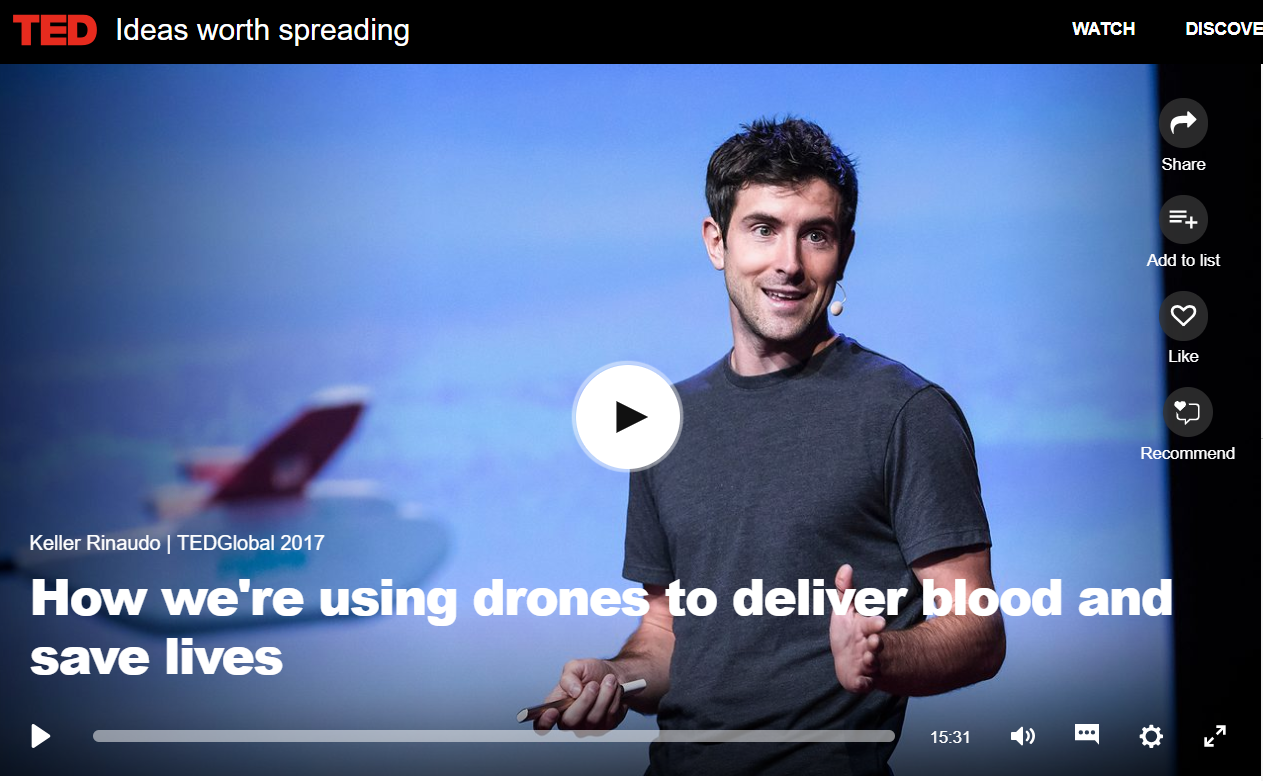 TED Ideas worth spreading WATCH DISCOVE
Share
Add to list
Like
Recommend
Keller Rinaudo | TEDGlobal 2017
How we're using drones to deliver blood and
save lives
15:31